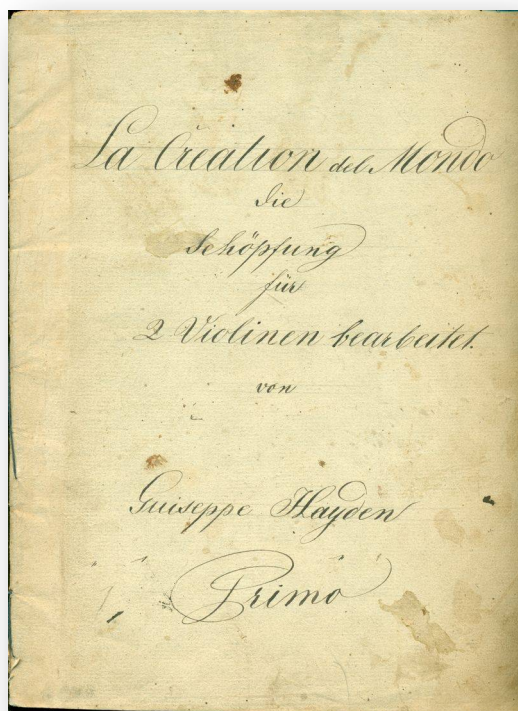 La Creation del Mondo
die
Schöpfung
für
2 Violinen bearbeitet.
von
Guiseppe Hayden
Primo